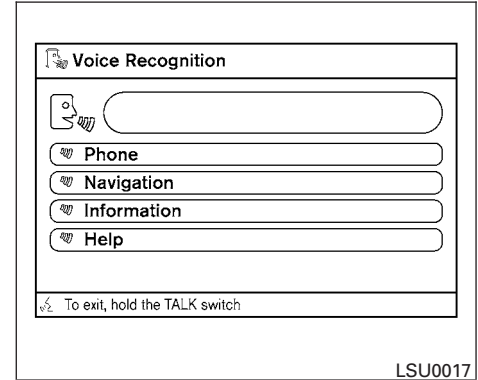 Voice Recognition
Phone
Navigation
Information
Help
To exit, hold the TALK switch
LSU0017